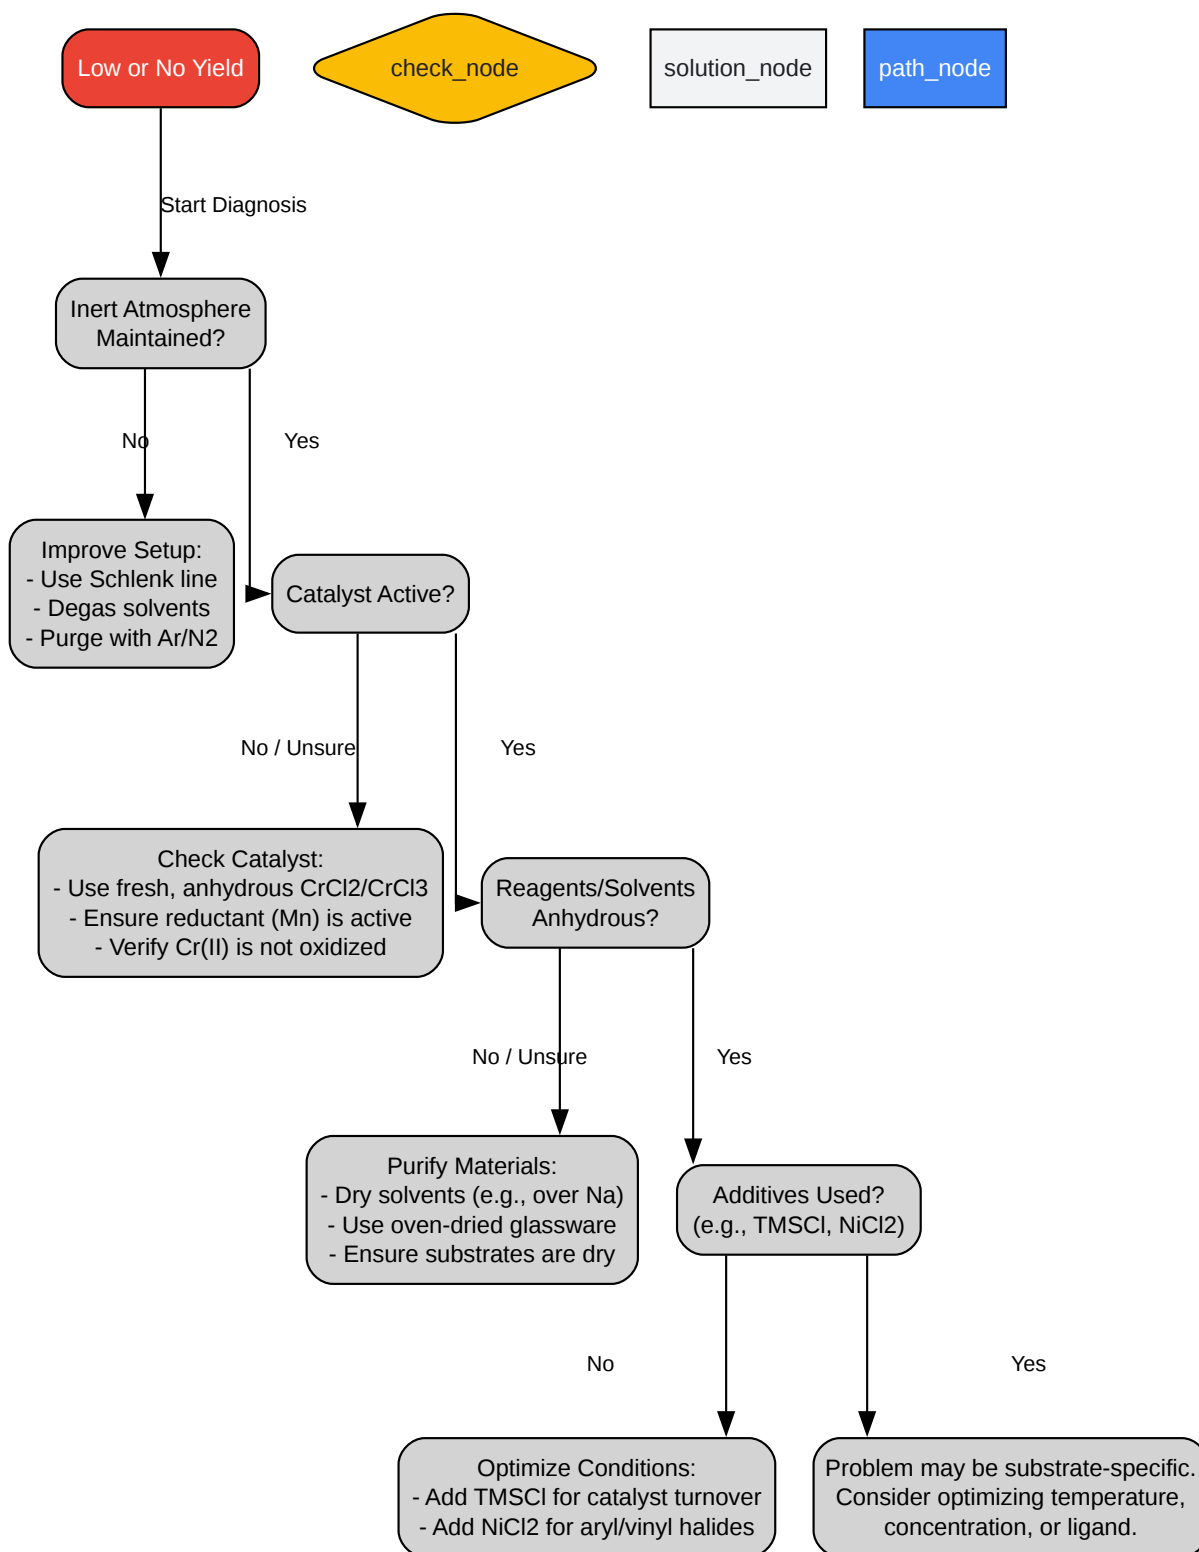 Low or No Yield
check_node
solution_node
path_node
Start Diagnosis
Inert Atmosphere
Maintained?
No
Yes
Improve Setup:
- Use Schlenk line
- Degas solvents
- Purge with Ar/N2
Catalyst Active?
No / Unsure
Yes
Check Catalyst:
- Use fresh, anhydrous CrCl2/CrCl3
- Ensure reductant (Mn) is active
- Verify Cr(II) is not oxidized
Reagents/Solvents
Anhydrous?
No / Unsure
Yes
Purify Materials:
- Dry solvents (e.g., over Na)
- Use oven-dried glassware
- Ensure substrates are dry
Additives Used?
(e.g., TMSCl, NiCl2)
No
Yes
Optimize Conditions:
- Add TMSCl for catalyst turnover
- Add NiCl2 for aryl/vinyl halides
Problem may be substrate-specific.
Consider optimizing temperature,
concentration, or ligand.